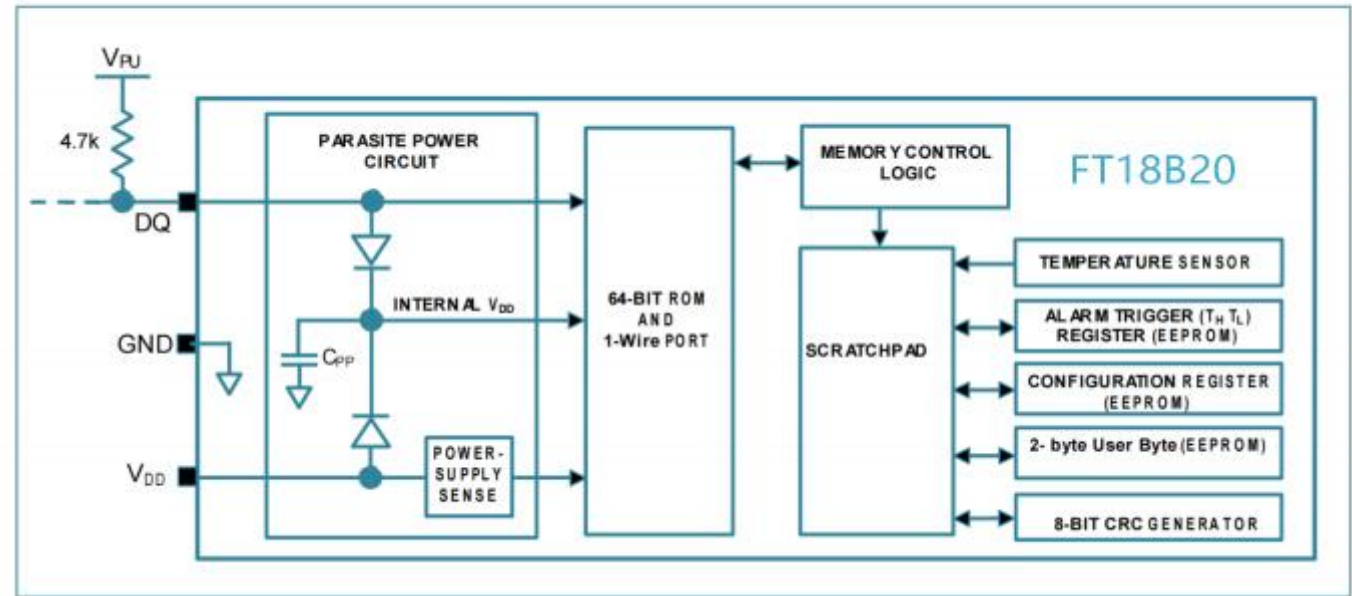 VPU
4.7k
DQ
GND
VDD
PARASITE POWER
CIRCUIT
INTERNAL VDD
CPP
POWER-
SUPPLY
SENSE
64-BIT ROM
AND
1-Wire PORT
MEMORY CONTROL
LOGIC
SCRATCHPAD
FT18B20
TEMPERATURE SENSOR
ALARM TRIGGER (TH TL)
REGISTER (EEPROM)
CONFIGURATION REGISTER
(EEPROM)
2- byte User Byte (EEPROM)
8-BIT CRC GENERATOR